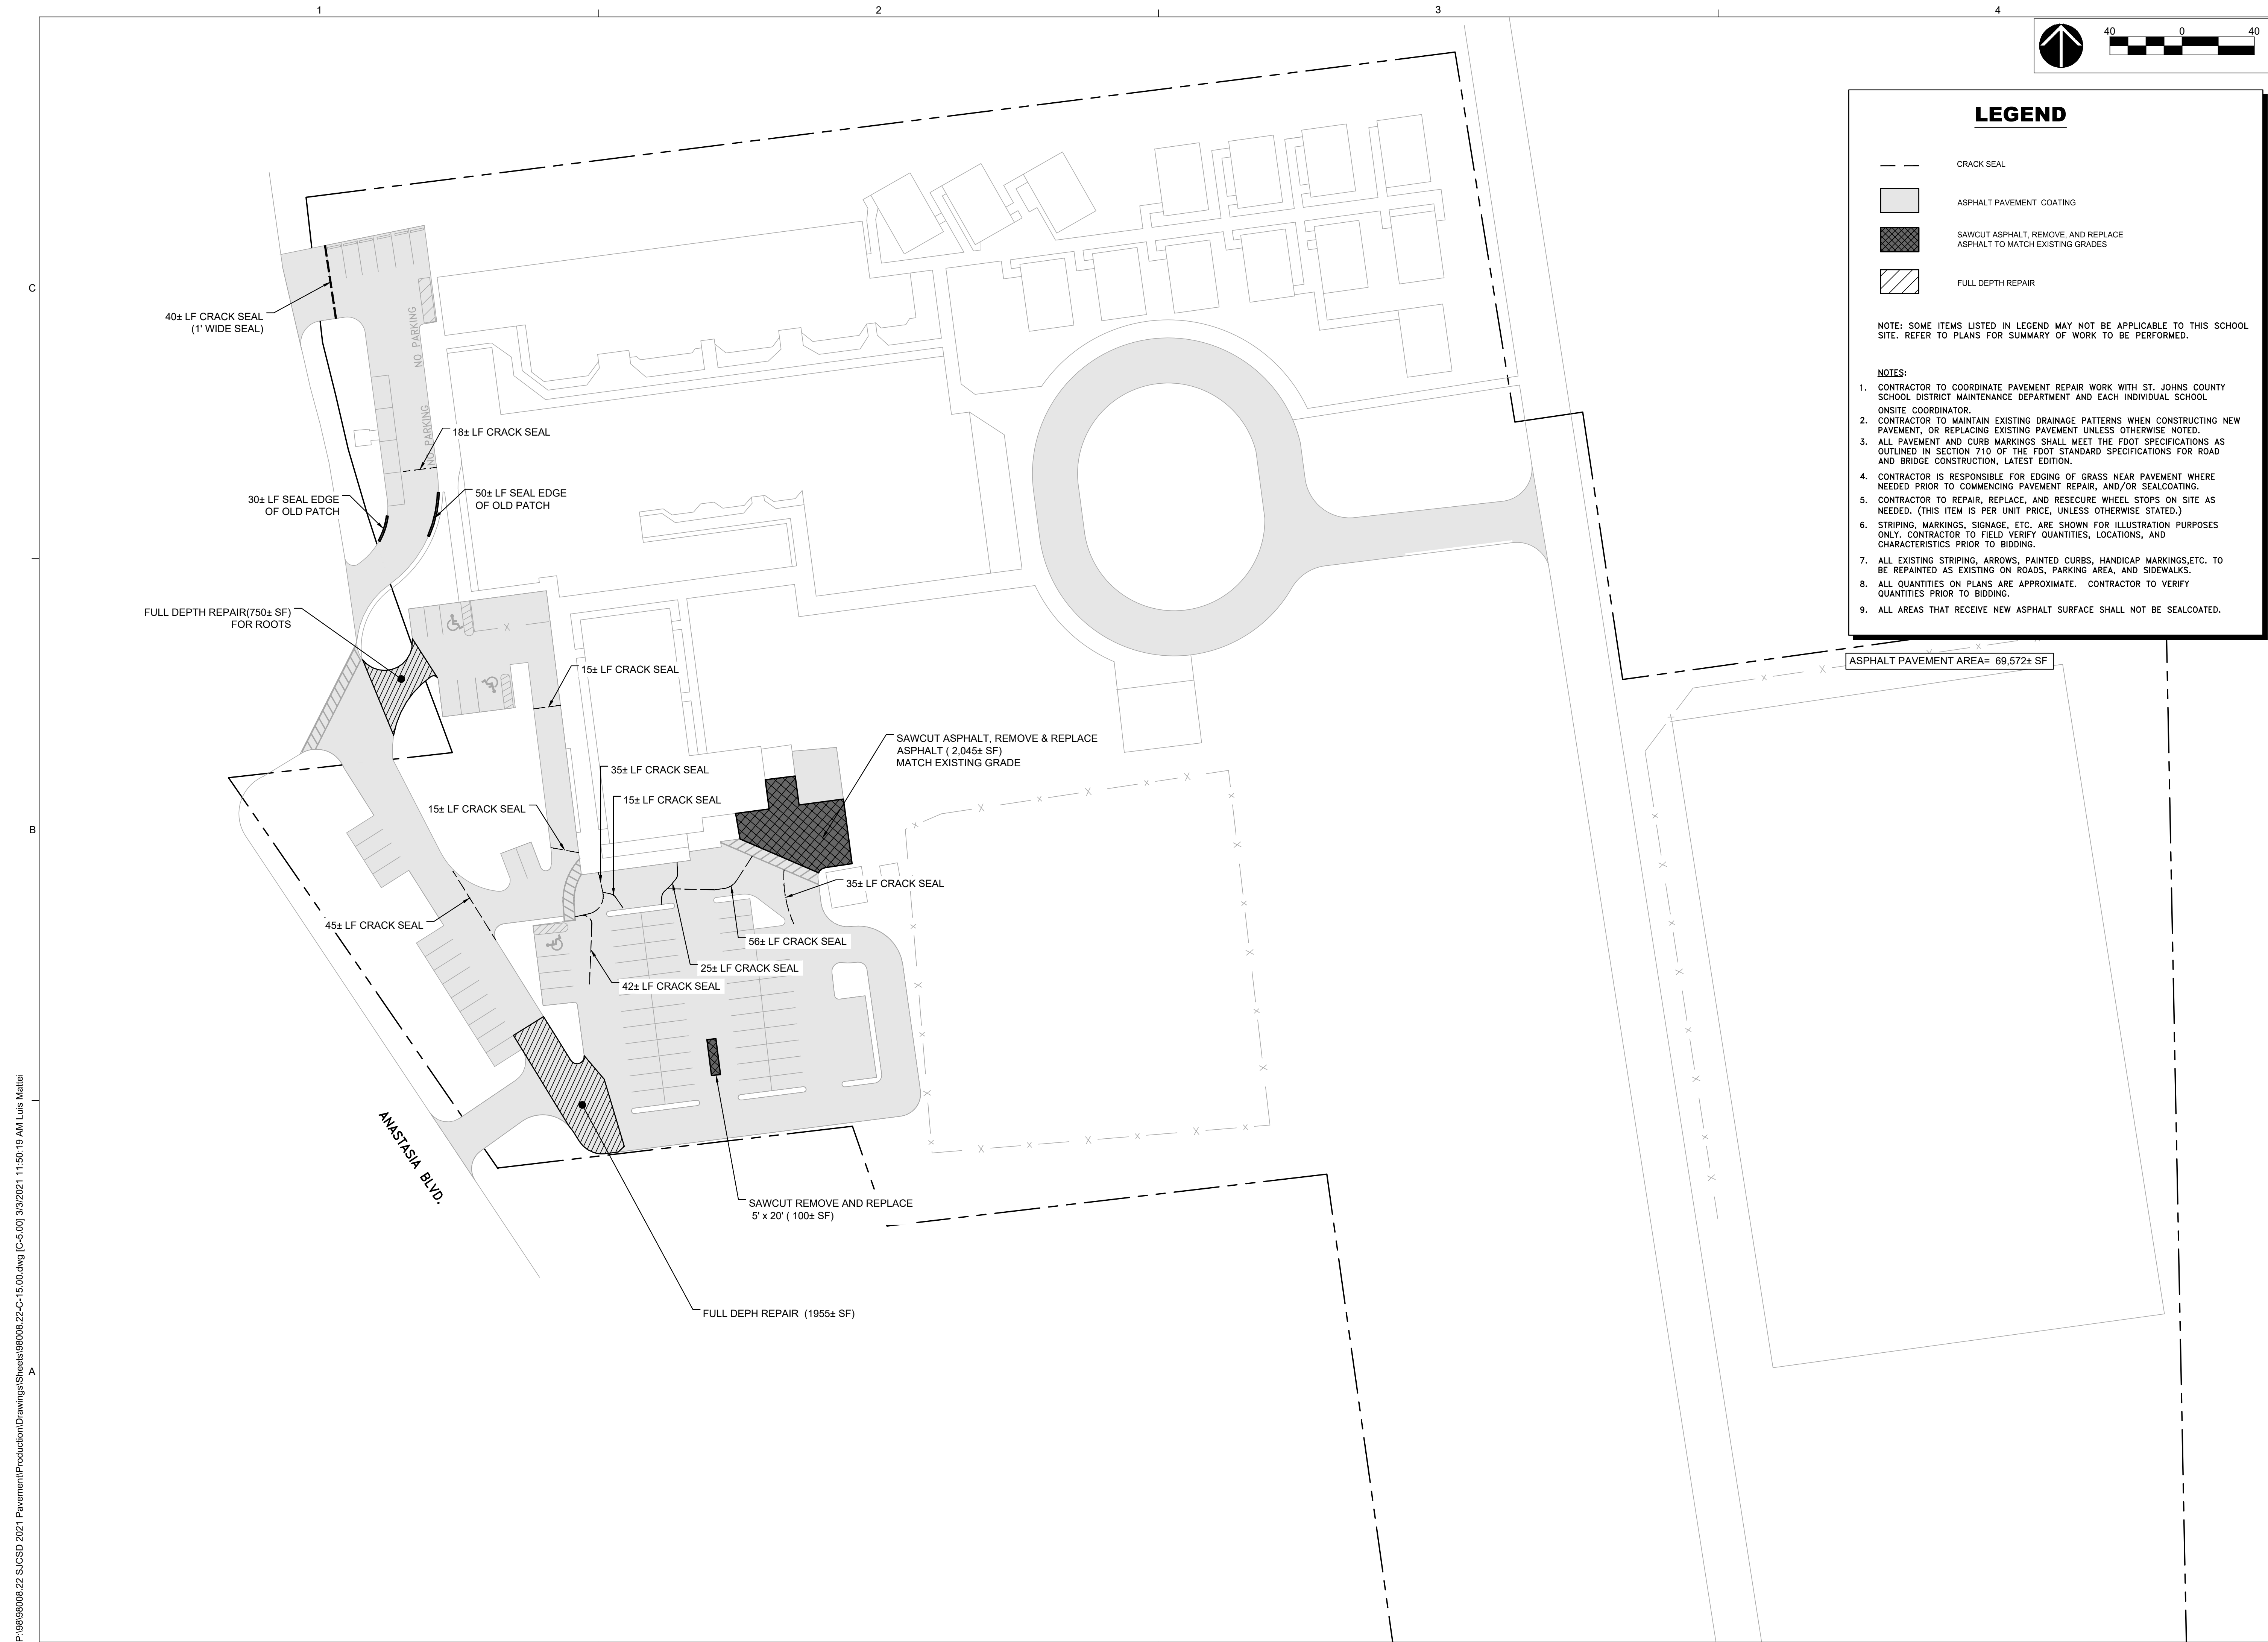 1
2
3
4
C
B
A
40
0
40
LEGEND
CRACK SEAL
ASPHALT PAVEMENT COATING
SAWCUT ASPHALT, REMOVE, AND REPLACE
ASPHALT TO MATCH EXISTING GRADES
FULL DEPTH REPAIR
NOTE: SOME ITEMS LISTED IN LEGEND MAY NOT BE APPLICABLE TO THIS SCHOOL
SITE. REFER TO PLANS FOR SUMMARY OF WORK TO BE PERFORMED.
NOTES:
1. CONTRACTOR TO COORDINATE PAVEMENT REPAIR WORK WITH ST. JOHNS COUNTY
SCHOOL DISTRICT MAINTENANCE DEPARTMENT AND EACH INDIVIDUAL SCHOOL
ONSITE COORDINATOR.
2. CONTRACTOR TO MAINTAIN EXISTING DRAINAGE PATTERNS WHEN CONSTRUCTING NEW
PAVEMENT, OR REPLACING EXISTING PAVEMENT UNLESS OTHERWISE NOTED.
3. ALL PAVEMENT AND CURB MARKINGS SHALL MEET THE FDOT SPECIFICATIONS AS
OUTLINED IN SECTION 710 OF THE FDOT STANDARD SPECIFICATIONS FOR ROAD
AND BRIDGE CONSTRUCTION, LATEST EDITION.
4. CONTRACTOR IS RESPONSIBLE FOR EDGING OF GRASS NEAR PAVEMENT WHERE
NEEDED PRIOR TO COMMENCING PAVEMENT REPAIR, AND/OR SEALCOATING.
5. CONTRACTOR TO REPAIR, REPLACE, AND RESECURE WHEEL STOPS ON SITE AS
NEEDED. (THIS ITEM IS PER UNIT PRICE, UNLESS OTHERWISE STATED.)
6. STRIPING, MARKINGS, SIGNAGE, ETC. ARE SHOWN FOR ILLUSTRATION PURPOSES
ONLY. CONTRACTOR TO FIELD VERIFY QUANTITIES, LOCATIONS, AND
CHARACTERISTICS PRIOR TO BIDDING.
7. ALL EXISTING STRIPING, ARROWS, PAINTED CURBS, HANDICAP MARKINGS,ETC. TO
BE REPAINTED AS EXISTING ON ROADS, PARKING AREA, AND SIDEWALKS.
8. ALL QUANTITIES ON PLANS ARE APPROXIMATE. CONTRACTOR TO VERIFY
QUANTITIES PRIOR TO BIDDING.
9. ALL AREAS THAT RECEIVE NEW ASPHALT SURFACE SHALL NOT BE SEALCOATED.
ASPHALT PAVEMENT AREA= 69,572± SF
40± LF CRACK SEAL
(1' WIDE SEAL)
NO PARKING
NO PARKING
18± LF CRACK SEAL
30± LF SEAL EDGE
OF OLD PATCH
50± LF SEAL EDGE
OF OLD PATCH
FULL DEPTH REPAIR(750± SF)
FOR ROOTS
15± LF CRACK SEAL
SAWCUT ASPHALT, REMOVE & REPLACE
ASPHALT ( 2,045± SF)
MATCH EXISTING GRADE
35± LF CRACK SEAL
15± LF CRACK SEAL
15± LF CRACK SEAL
35± LF CRACK SEAL
45± LF CRACK SEAL
56± LF CRACK SEAL
25± LF CRACK SEAL
42± LF CRACK SEAL
ANASTASIA BLVD.
SAWCUT REMOVE AND REPLACE
5' x 20' ( 100± SF)
FULL DEPH REPAIR (1955± SF)
P:\98\98008.22 SJCSD 2021 Pavement\Production\Drawings\Sheets\98008.22-C-15.00.dwg [C-5.00] 3/3/2021 11:50:19 AM Luis Mattei